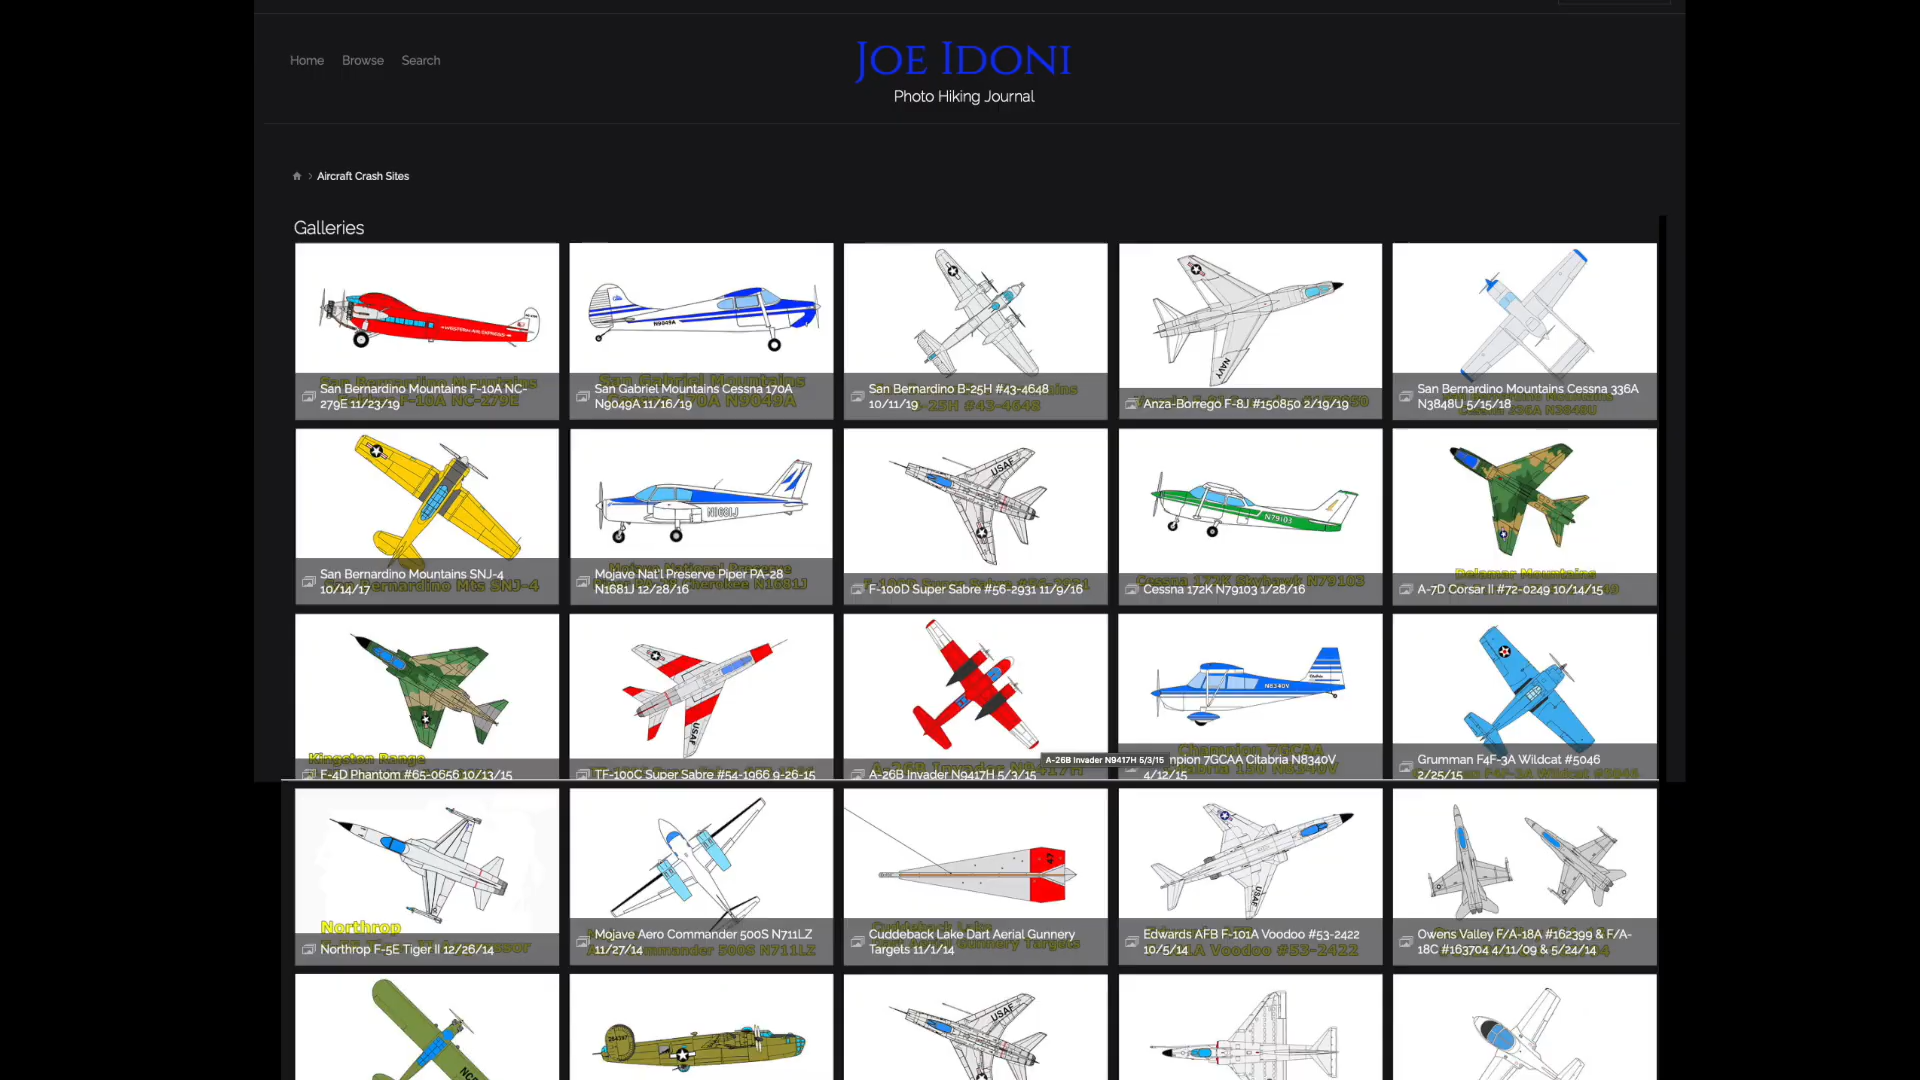 Home Browse Search
JOE IDONI
Photo Hiking Journal
Aircraft Crash Sites
Galleries
San Bernardino Mountains F-10A NC-
279E 11/23/19
San Gabriel Mountains Cessna 170A
N9049A 11/16/19
San Bernardino B-25H #43-4648
10/11/19
Anza-Borrego F-8J #150850 2/19/19
San Bernardino Mountains Cessna 336A
N3848U 5/15/18
San Bernardino Mountains SNJ-4
10/14/17
Mojave Nat'l Preserve Piper PA-28
N1681J 12/28/16
F-100D Super Sabre #56-2931 11/9/16
Cessna 172K N79103 1/28/16
Delamar Mountains
A-7D Corsar II #72-0249 10/14/15
Kingston Range
F-4D Phantom #65-0656 10/13/15
TF-100C Super Sabre #54-1966 9-26-15
A-26B Invader N9417H 5/3/15
A-26B Invader N9417H 5/3/15
npion 7GCAA Citabria N8340V
4/12/15
Grumman F4F-3A Wildcat #5046
2/25/15
Northrop
Northrop F-5E Tiger II 12/26/14
Mojave Aero Commander 500S N711LZ
11/27/14
Cuddeback Lake Dart Aerial Gunnery
Targets 11/1/14
Edwards AFB F-101A Voodoo #53-2422
10/5/14
Owens Valley F/A-18A #162399 & F/A-
18C #163704 4/11/09 & 5/24/14